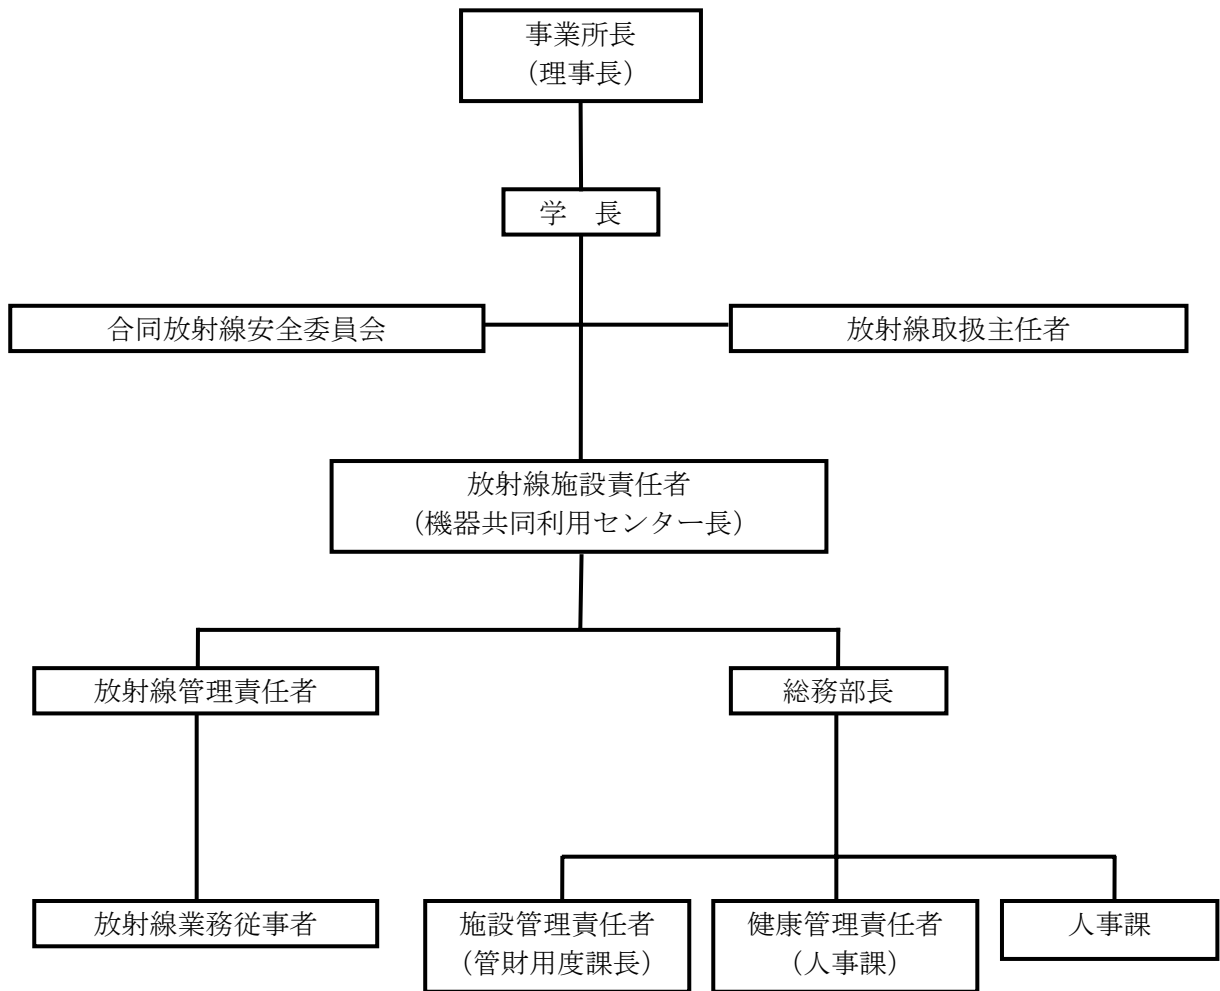 事業所長
（理事長）
学　長
合同放射線安全委員会
放射線取扱主任者
放射線施設責任者
（機器共同利用センター長）
放射線管理責任者
総務部長
放射線業務従事者
施設管理責任者
（管財用度課長）
健康管理責任者
（人事課）
人事課